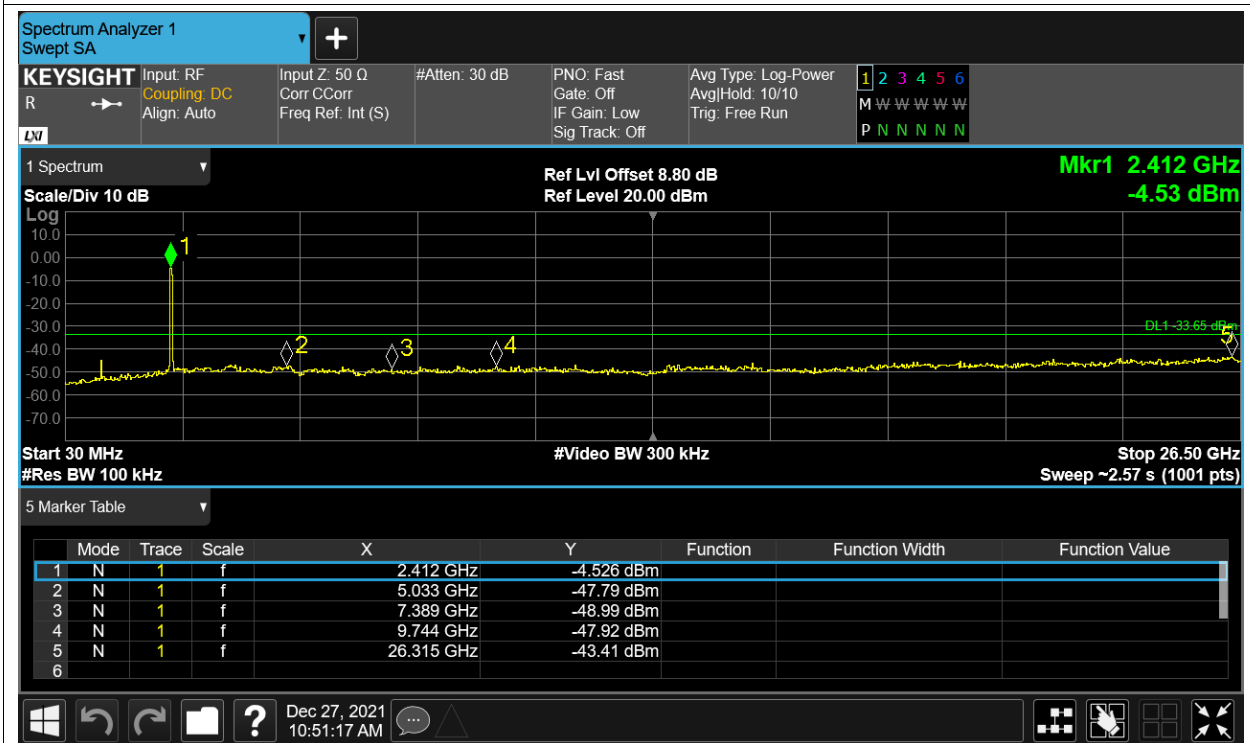 Spectrum Analyzer 1
Swept SA
KEYSIGHT Input: RF Input Z: 50 Ω #Atten: 30 dB PNO: Fast Avg Type: Log-Power 1 2 3 4 5 6
R Coupling: DC Corr CCorr Gate: Off Avg|Hold: 10/10 M W W W W W
Align: Auto Freq Ref: Int (S) IF Gain: Low Trig: Free Run
LXI Sig Track: Off P N N N N N
1 Spectrum Ref Lvl Offset 8.80 dB Mkr1 2.412 GHz
Scale/Div 10 dB Ref Level 20.00 dBm -4.53 dBm
Log
10.0
1
0.00
-10.0
-20.0
-30.0 DL1 -33.65 dBm
-40.0 2 3 4 5
-50.0
-60.0
-70.0
Start 30 MHz #Video BW 300 kHz Stop 26.50 GHz
#Res BW 100 kHz Sweep ~2.57 s (1001 pts)
5 Marker Table
Mode Trace Scale X Y Function Function Width Function Value
1 N 1 f 2.412 GHz -4.526 dBm
2 N 1 f 5.033 GHz -47.79 dBm
3 N 1 f 7.389 GHz -48.99 dBm
4 N 1 f 9.744 GHz -47.92 dBm
5 N 1 f 26.315 GHz -43.41 dBm
6
? Dec 27, 2021
10:51:17 AM